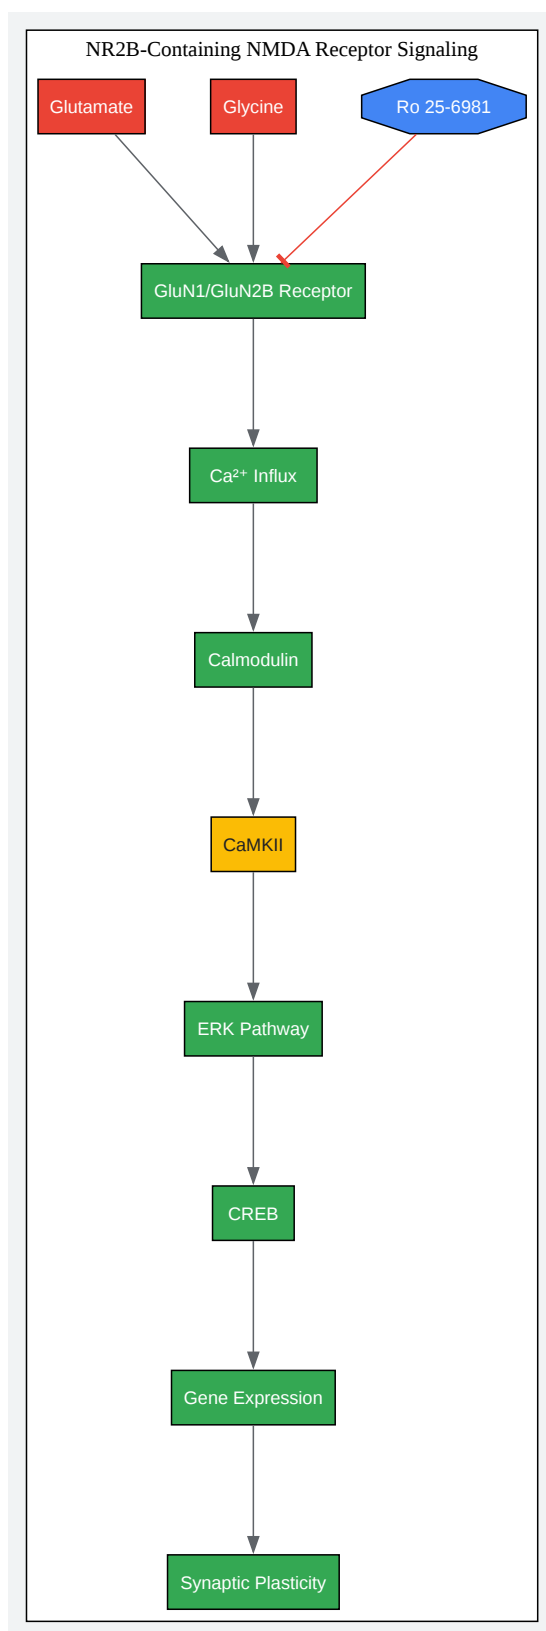 NR2B-Containing NMDA Receptor Signaling
Glutamate
Glycine
Ro 25-6981
GluN1/GluN2B Receptor
Ca²⁺ Influx
Calmodulin
CaMKII
ERK Pathway
CREB
Gene Expression
Synaptic Plasticity